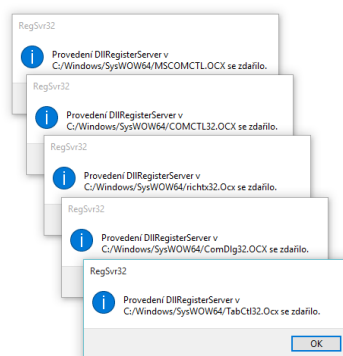 RegSvr32
Provedení DllRegisterServer v
C:/Windows/SysWOW64/MSCOMCTL.OCX se zdařilo.
RegSvr32
Provedení DllRegisterServer v
C:/Windows/SysWOW64/COMCTL32.OCX se zdařilo.
RegSvr32
Provedení DllRegisterServer v
C:/Windows/SysWOW64/richtx32.Ocx se zdařilo.
RegSvr32
Provedení DllRegisterServer v
C:/Windows/SysWOW64/ComDlg32.OCX se zdařilo.
RegSvr32
Provedení DllRegisterServer v
C:/Windows/SysWOW64/TabCtl32.Ocx se zdařilo.
OK